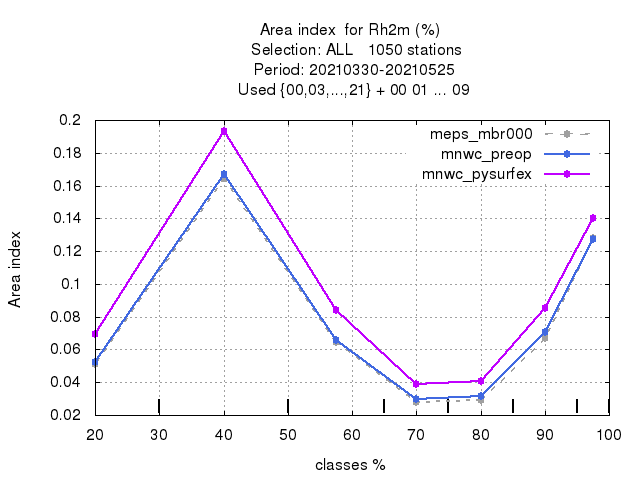 Area index  for Rh2m (%)
Selection: ALL   1050 stations
Period: 20210330-20210525
Used {00,03,...,21} + 00 01 ... 09
meps_mbr000
mnwc_preop
mnwc_pysurfex
Area index
0.2
0.18
0.16
0.14
0.12
0.1
0.08
0.06
0.04
0.02
20 30 40 50 60 70 80 90 100
classes %